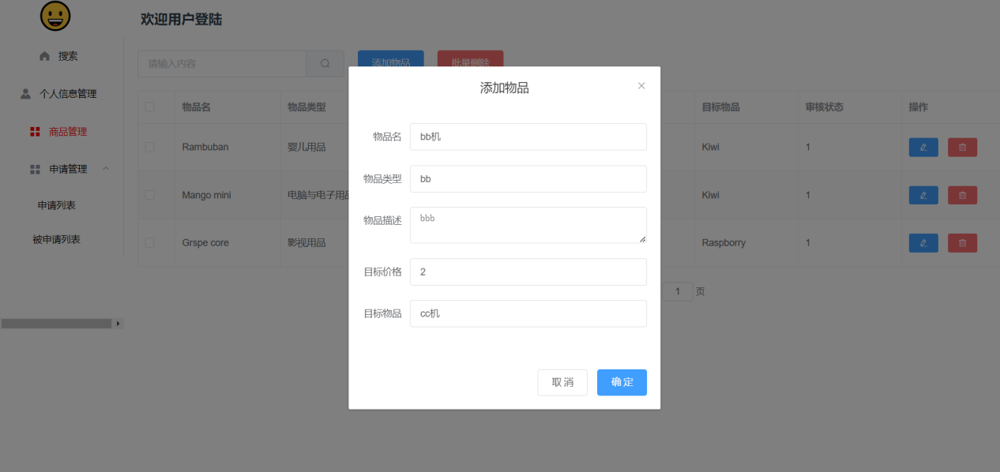 欢迎用户登陆
搜索
个人信息管理
商品管理
申请管理
申请列表
被申请列表
请输入内容
添加物品
批量删除
物品名 物品类型 目标物品 审核状态 操作
Rambuban 婴儿用品 Kiwi 1
Mango mini 电脑与电子用品 Kiwi 1
Grspe core 影视用品 Raspborry 1
1 页
添加物品
物品名 bb机
物品类型 bb
物品描述 bbb
目标价格 2
目标物品 cc机
取消 确定